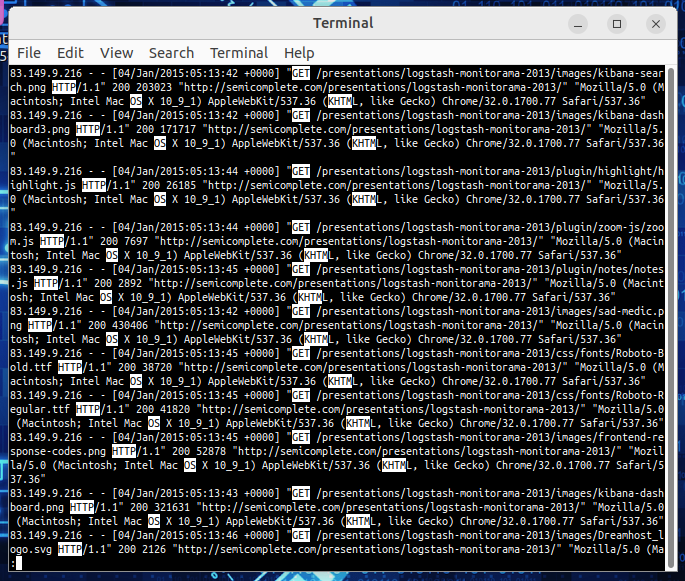 Terminal
File Edit View Search Terminal Help
83.149.9.216 - - [04/Jan/2015:05:13:42 +0000] "GET /presentations/logstash-monitorama-2013/images/kibana-sear
ch.png HTTP/1.1" 200 203023 "http://semicomplete.com/presentations/logstash-monitorama-2013/" "Mozilla/5.0 (M
acintosh; Intel Mac OS X 10_9_1) AppleWebKit/537.36 (KHTML, like Gecko) Chrome/32.0.1700.77 Safari/537.36"
83.149.9.216 - - [04/Jan/2015:05:13:42 +0000] "GET /presentations/logstash-monitorama-2013/images/kibana-dash
board3.png HTTP/1.1" 200 171717 "http://semicomplete.com/presentations/logstash-monitorama-2013/" "Mozilla/5.
0 (Macintosh; Intel Mac OS X 10_9_1) AppleWebKit/537.36 (KHTML, like Gecko) Chrome/32.0.1700.77 Safari/537.36
"
83.149.9.216 - - [04/Jan/2015:05:13:44 +0000] "GET /presentations/logstash-monitorama-2013/plugin/highlight/h
ighlight.js HTTP/1.1" 200 26185 "http://semicomplete.com/presentations/logstash-monitorama-2013/" "Mozilla/5.
0 (Macintosh; Intel Mac OS X 10_9_1) AppleWebKit/537.36 (KHTML, like Gecko) Chrome/32.0.1700.77 Safari/537.36
"
83.149.9.216 - - [04/Jan/2015:05:13:44 +0000] "GET /presentations/logstash-monitorama-2013/plugin/zoom-js/zoo
m.js HTTP/1.1" 200 7697 "http://semicomplete.com/presentations/logstash-monitorama-2013/" "Mozilla/5.0 (Macin
tosh; Intel Mac OS X 10_9_1) AppleWebKit/537.36 (KHTML, like Gecko) Chrome/32.0.1700.77 Safari/537.36"
83.149.9.216 - - [04/Jan/2015:05:13:45 +0000] "GET /presentations/logstash-monitorama-2013/plugin/notes/notes
.js HTTP/1.1" 200 2892 "http://semicomplete.com/presentations/logstash-monitorama-2013/" "Mozilla/5.0 (Macint
osh; Intel Mac OS X 10_9_1) AppleWebKit/537.36 (KHTML, like Gecko) Chrome/32.0.1700.77 Safari/537.36"
83.149.9.216 - - [04/Jan/2015:05:13:42 +0000] "GET /presentations/logstash-monitorama-2013/images/sad-medic.p
ng HTTP/1.1" 200 430406 "http://semicomplete.com/presentations/logstash-monitorama-2013/" "Mozilla/5.0 (Macin
tosh; Intel Mac OS X 10_9_1) AppleWebKit/537.36 (KHTML, like Gecko) Chrome/32.0.1700.77 Safari/537.36"
83.149.9.216 - - [04/Jan/2015:05:13:45 +0000] "GET /presentations/logstash-monitorama-2013/css/fonts/Roboto-B
old.ttf HTTP/1.1" 200 38720 "http://semicomplete.com/presentations/logstash-monitorama-2013/" "Mozilla/5.0 (M
acintosh; Intel Mac OS X 10_9_1) AppleWebKit/537.36 (KHTML, like Gecko) Chrome/32.0.1700.77 Safari/537.36"
83.149.9.216 - - [04/Jan/2015:05:13:45 +0000] "GET /presentations/logstash-monitorama-2013/css/fonts/Roboto-R
egular.ttf HTTP/1.1" 200 41820 "http://semicomplete.com/presentations/logstash-monitorama-2013/" "Mozilla/5.0
 (Macintosh; Intel Mac OS X 10_9_1) AppleWebKit/537.36 (KHTML, like Gecko) Chrome/32.0.1700.77 Safari/537.36"
83.149.9.216 - - [04/Jan/2015:05:13:45 +0000] "GET /presentations/logstash-monitorama-2013/images/frontend-re
sponse-codes.png HTTP/1.1" 200 52878 "http://semicomplete.com/presentations/logstash-monitorama-2013/" "Mozil
la/5.0 (Macintosh; Intel Mac OS X 10_9_1) AppleWebKit/537.36 (KHTML, like Gecko) Chrome/32.0.1700.77 Safari/5
37.36"
83.149.9.216 - - [04/Jan/2015:05:13:43 +0000] "GET /presentations/logstash-monitorama-2013/images/kibana-dash
board.png HTTP/1.1" 200 321631 "http://semicomplete.com/presentations/logstash-monitorama-2013/" "Mozilla/5.0
 (Macintosh; Intel Mac OS X 10_9_1) AppleWebKit/537.36 (KHTML, like Gecko) Chrome/32.0.1700.77 Safari/537.36"
83.149.9.216 - - [04/Jan/2015:05:13:46 +0000] "GET /presentations/logstash-monitorama-2013/images/Dreamhost_l
ogo.svg HTTP/1.1" 200 2126 "http://semicomplete.com/presentations/logstash-monitorama-2013/" "Mozilla/5.0 (Ma
: